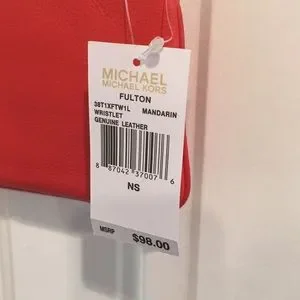 MICHAEL
MICHAEL KORS
FULTON
38T1XFTW1L MANDARIN
WRISTLET
GENUINE LEATHER
8 87042 37007 6
NS
MSRP $98.00